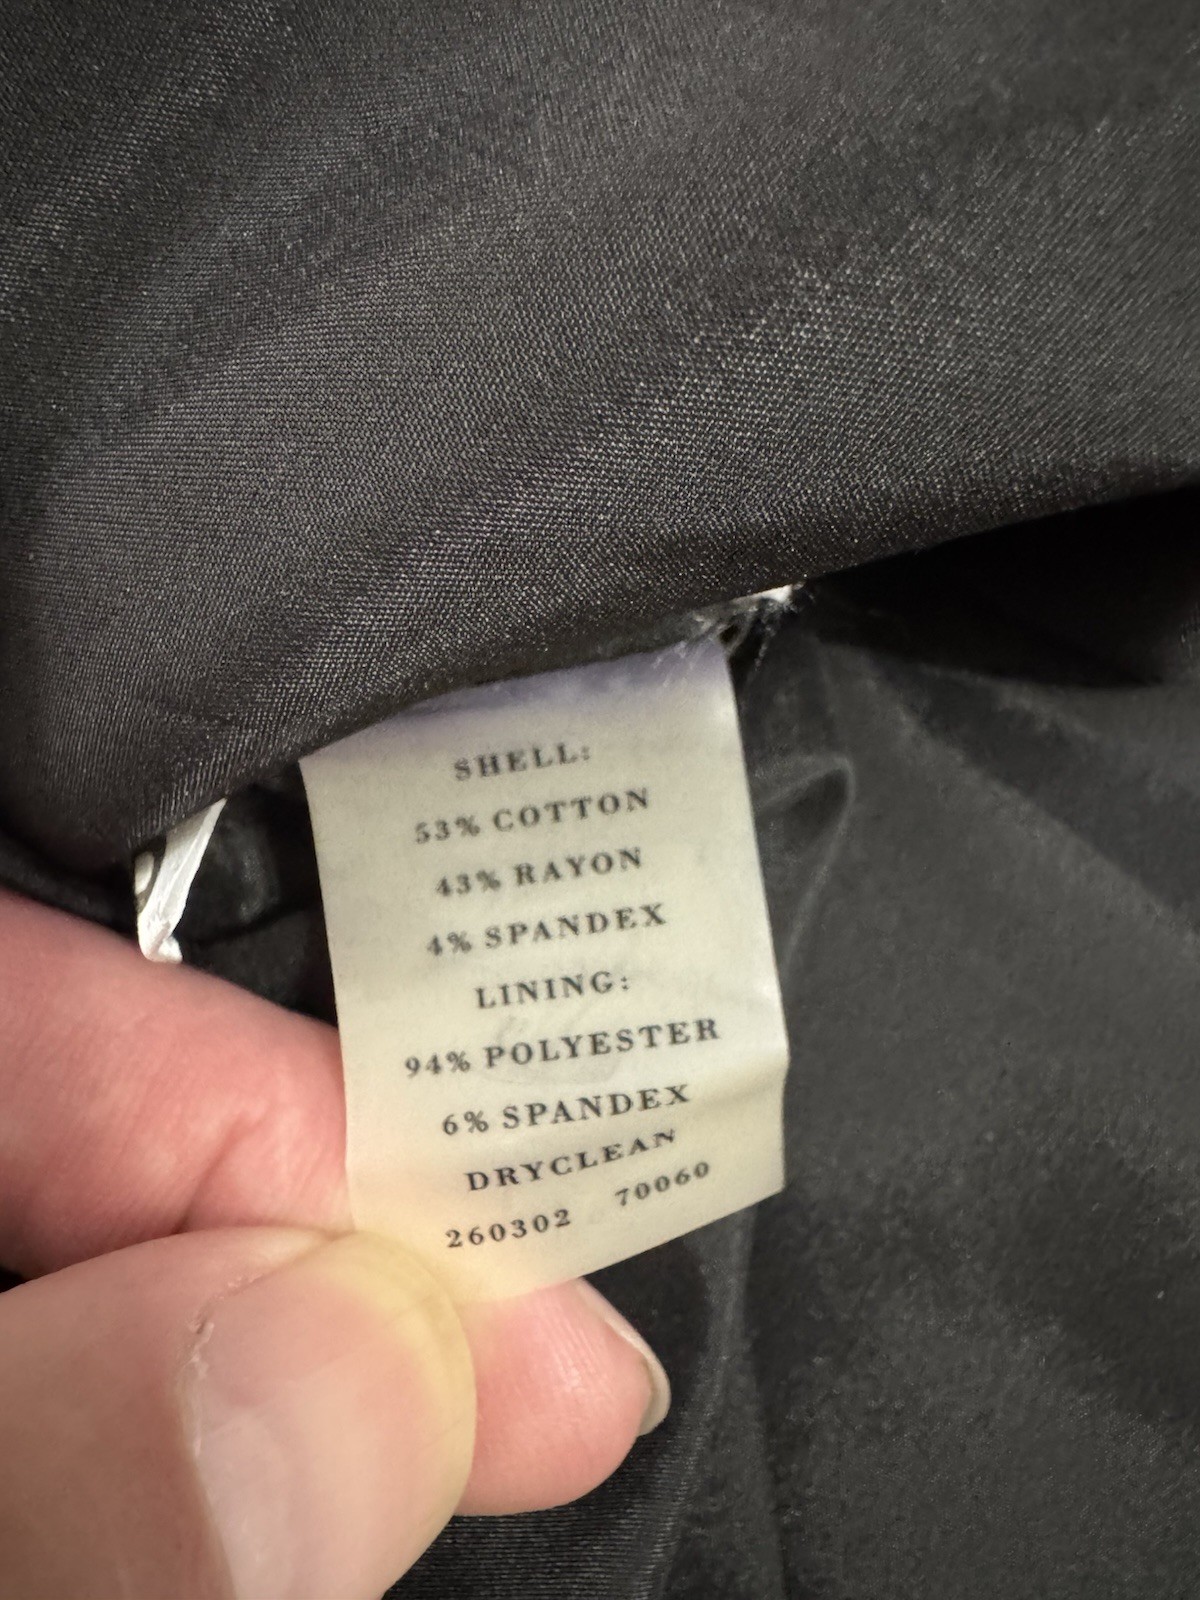 SHELL:
53% COTTON
43% RAYON
4% SPANDEX
LINING:
94% POLYESTER
6% SPANDEX
DRYCLEAN
260302 70060